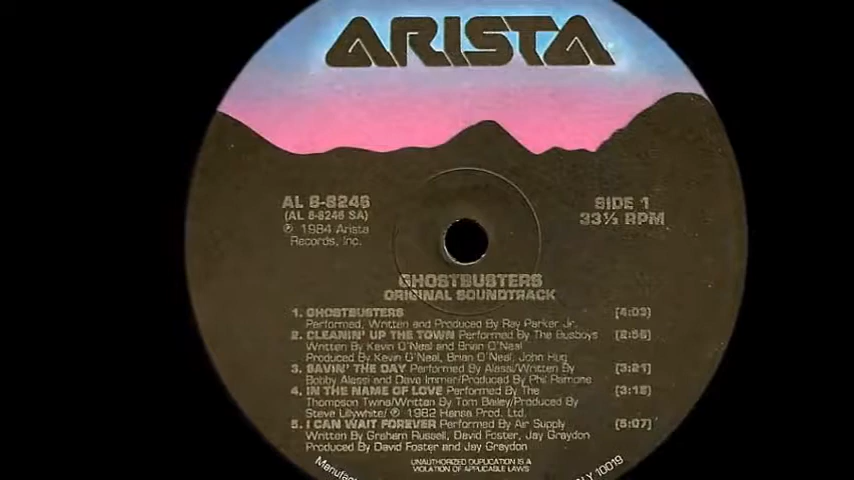 ARISTA
AL 8-8246
(AL 8-8246 SA)
℗ 1984 Arista
Records, Inc.
SIDE 1
33⅓ RPM
GHOSTBUSTERS
ORIGINAL SOUNDTRACK
1. GHOSTBUSTERS [4:03]
Performed, Written and Produced By Ray Parker Jr.
2. CLEANIN' UP THE TOWN Performed By The Busboys [2:56]
Written By Kevin O'Neal and Brian O'Neal
Produced By Kevin O'Neal, Brian O'Neal, John Hug
3. SAVIN' THE DAY Performed By Alessi/Written By [3:21]
Bobby Alessi and Dave Immer/Produced By Phil Ramone
4. IN THE NAME OF LOVE Performed By The [3:18]
Thompson Twins/Written By Tom Bailey/Produced By
Steve Lilywhite/℗ 1982 Hansa Prod. Ltd.
5. I CAN WAIT FOREVER Performed By Air Supply [5:07]
Written By Graham Russell, David Foster, Jay Graydon
Produced By David Foster and Jay Graydon
UNAUTHORIZED DUPLICATION IS A
VIOLATION OF APPLICABLE LAWS
10019